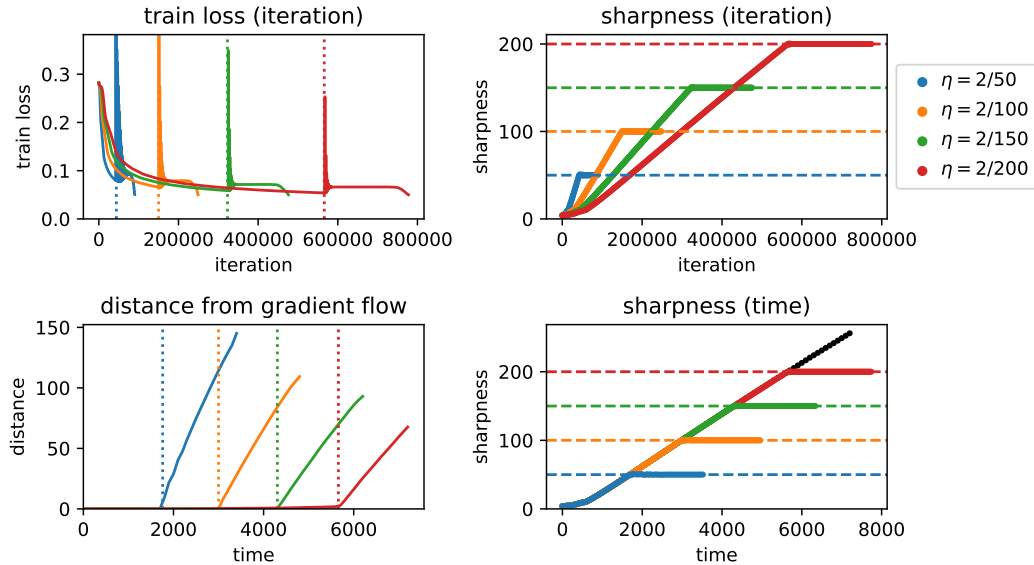 train loss (iteration)
train loss
0.3
0.2
0.1
0.0
0 200000 400000 600000 800000
iteration
sharpness (iteration)
sharpness
200
100
0
0 200000 400000 600000 800000
iteration
η = 2/50
η = 2/100
η = 2/150
η = 2/200
distance from gradient flow
distance
150
100
50
0
0 2000 4000 6000
time
sharpness (time)
sharpness
200
100
0
0 2000 4000 6000 8000
time